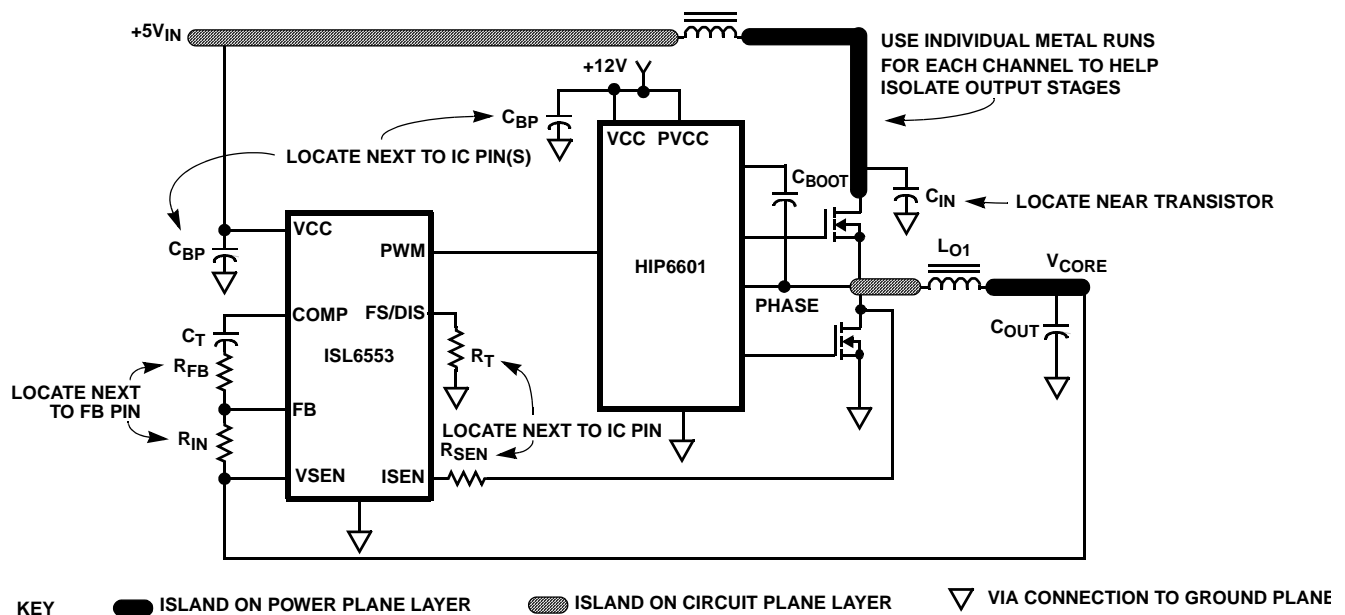 +5VIN
USE INDIVIDUAL METAL RUNS
FOR EACH CHANNEL TO HELP
ISOLATE OUTPUT STAGES
+12V
CBP
LOCATE NEXT TO IC PIN(S)
VCC PVCC
CBOOT
CIN
LOCATE NEAR TRANSISTOR
CBP
VCC
PWM
HIP6601
LO1
VCORE
PHASE
COUT
COMP
FS/DIS
CT
ISL6553
RT
RFB
LOCATE NEXT
TO FB PIN
FB
RIN
LOCATE NEXT TO IC PIN
RSEN
VSEN
ISEN
KEY
ISLAND ON POWER PLANE LAYER
ISLAND ON CIRCUIT PLANE LAYER
VIA CONNECTION TO GROUND PLANE